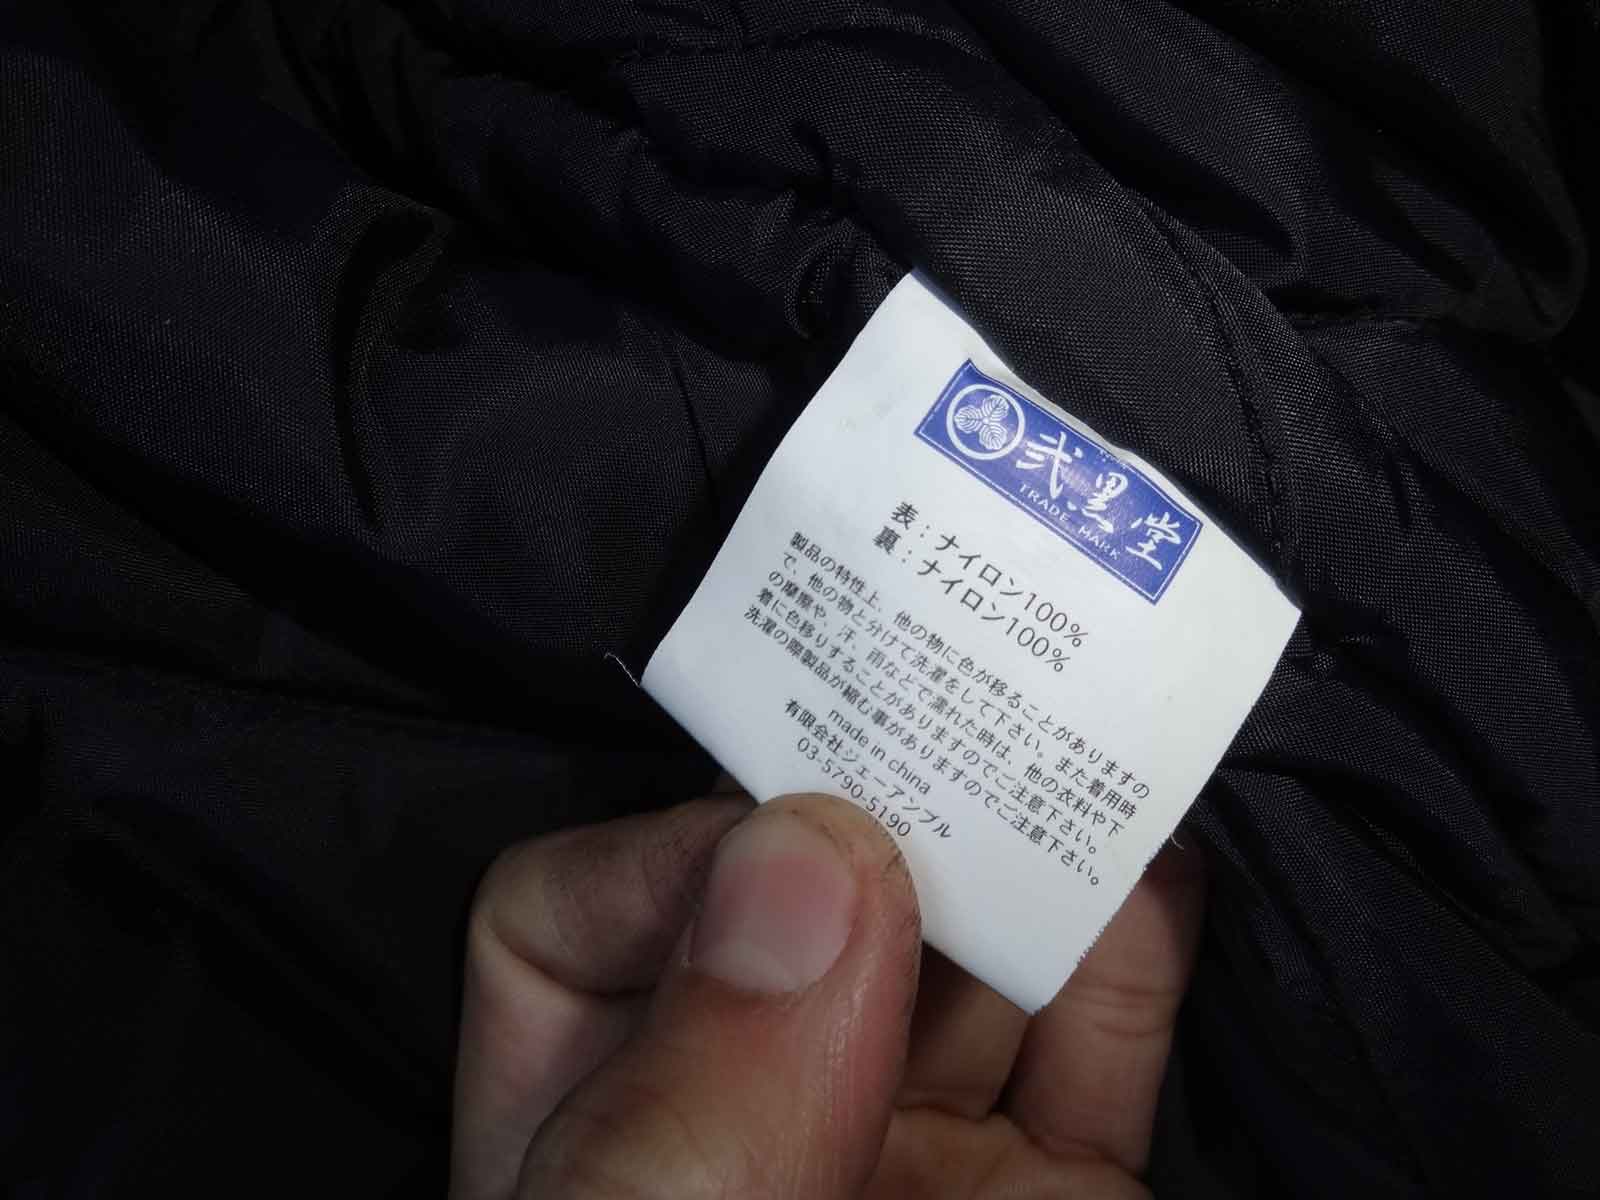 弐黒堂
TRADE MARK
表：ナイロン100%
裏：ナイロン100%
製品の特性上、他の物に色が移ることがありますの
で、他の物と分けて洗濯をして下さい。また着用時
の摩擦や、汗、雨などで濡れた時は、他の衣料や下
着に色移りすることがありますのでご注意下さい。
洗濯の際製品が縮む事がありますのでご注意下さい。
made in china
有限会社ジェーアンブル
03-5790-5190